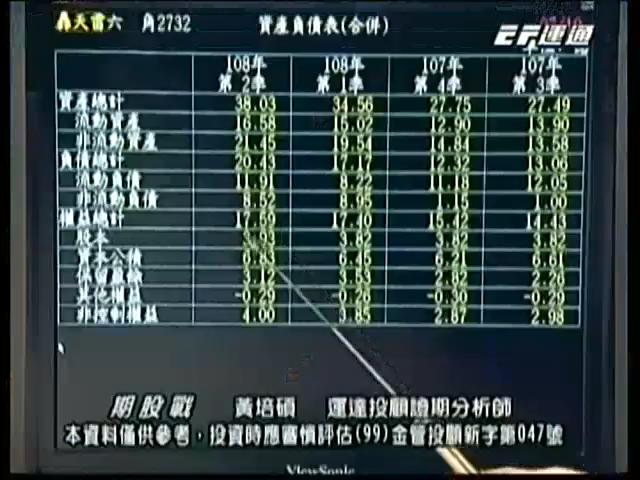 轟天雷六 角2732 資產負債表(合併)
EF 運通
108年 108年 107年 107年
第2季 第1季 第4季 第3季
資產總計 38.03 34.56 27.75 27.49
流動資產 16.58 15.02 12.90 13.90
非流動資產 21.45 19.54 14.84 13.58
負債總計 20.43 17.17 12.32 13.06
流動負債 11.91 8.22 11.18 12.05
非流動負債 8.52 8.95 1.15 1.00
權益總計 17.59 17.40 15.42 14.43
股本 3.82 3.82 3.82
資本公積 6.45 6.21 6.61
保留盈餘 3.12 3.53 2.82 2.26
其他權益 -0.29 -0.26 -0.30 -0.29
非控制權益 4.00 3.85 2.87 2.98
期股戰 黃培碩 運達投顧證期分析師
本資料僅供參考，投資時應審慎評估(99)金管投顧新字第047號
ViewSonic